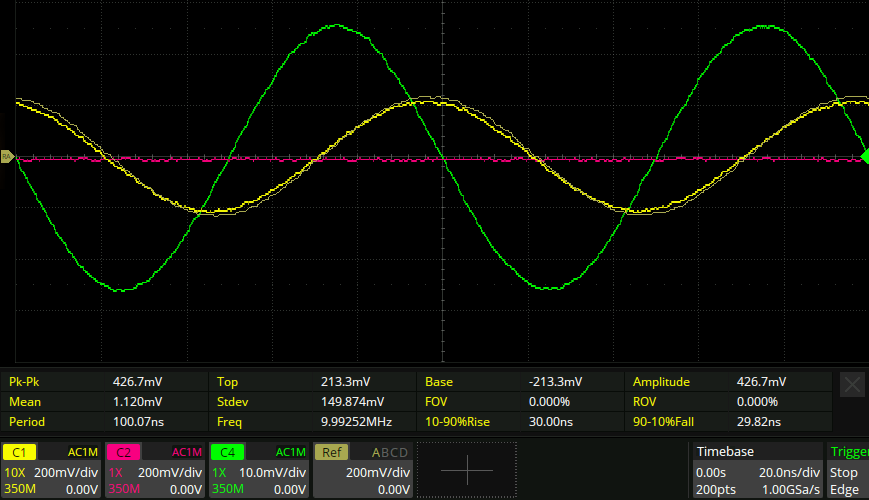 RA
Pk-Pk 426.7mV Top 213.3mV Base -213.3mV Amplitude 426.7mV
Mean 1.120mV Stdev 149.874mV FOV 0.000% ROV 0.000%
Period 100.07ns Freq 9.99252MHz 10-90%Rise 30.00ns 90-10%Fall 29.82ns
C1 AC1M C2 AC1M C4 AC1M Ref ABCD Timebase Trigger
10X 200mV/div 1X 200mV/div 1X 10.0mV/div 200mV/div 0.00s 20.0ns/div Stop
350M 0.00V 350M 0.00V 350M 0.00V 0.00V 200pts 1.00GSa/s Edge